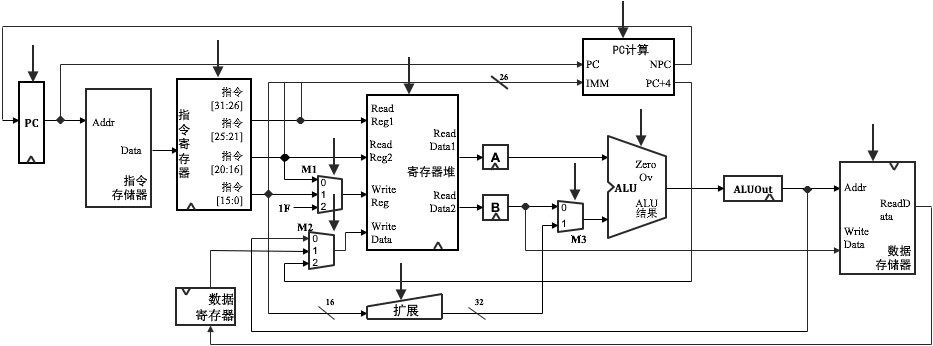 PC计算
PC
NPC
IMM
PC+4
26
PC
Addr
Data
指令
存储器
指令寄存器
指令
[31:26]
指令
[25:21]
指令
[20:16]
指令
[15:0]
M1
0
1
2
1F
M2
0
1
2
Read
Reg1
Read
Reg2
Write
Reg
Write
Data
Read
Data1
寄存器堆
Read
Data2
A
B
M3
0
1
Zero
Ov
ALU
ALU
结果
ALUOut
Addr
ReadD
ata
Write
Data
数据
存储器
数据
寄存器
16
扩展
32